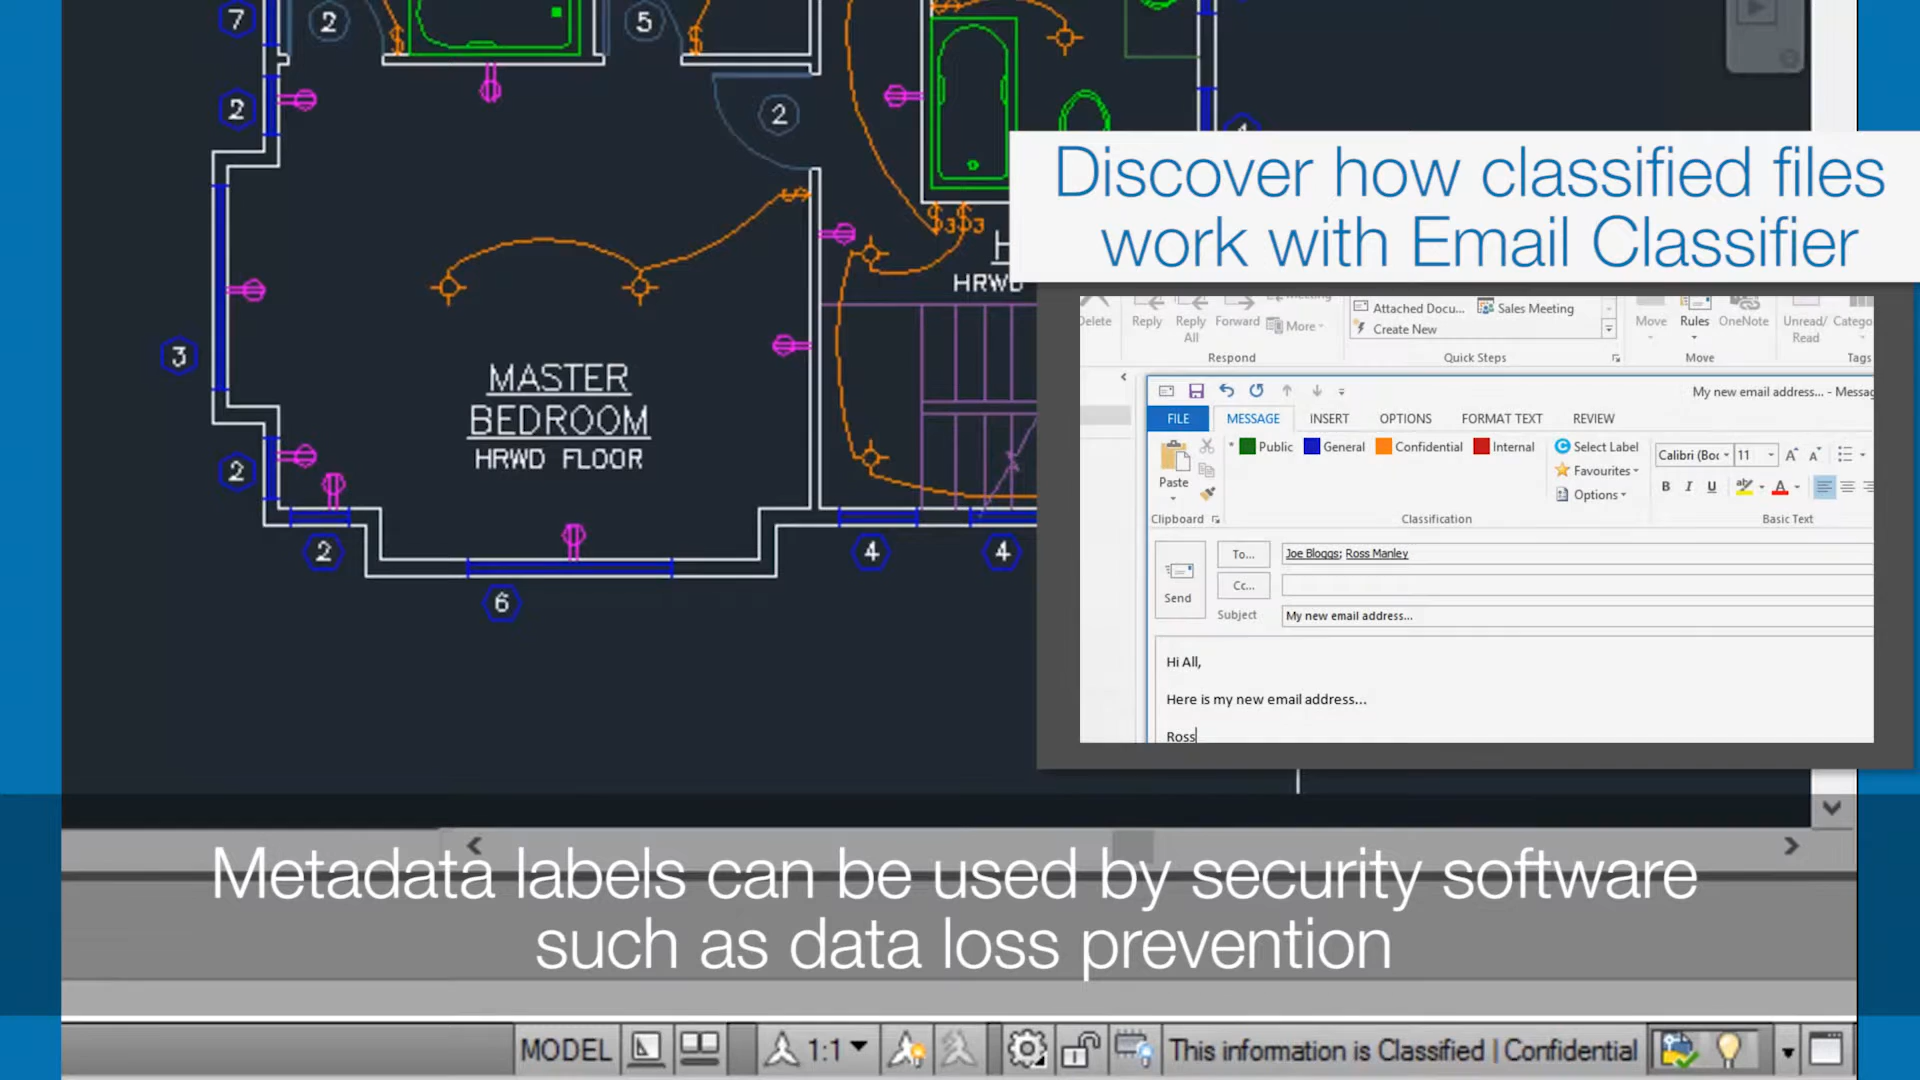 7
2
5
2
2
$3$3
HRWD
3
MASTER
BEDROOM
HRWD FLOOR
2
2
4
4
6
Discover how classified files
work with Email Classifier
Delete
Reply
Reply
All
Forward
More
Respond
Attached Docu...
Sales Meeting
Create New
Quick Steps
Move
Rules
OneNote
Move
Unread/
Read
Catego
Tags
My new email address... - Messag
FILE
MESSAGE
INSERT
OPTIONS
FORMAT TEXT
REVIEW
Paste
Clipboard
Public
General
Confidential
Internal
Select Label
Favourites
Options
Classification
Calibri (Boc
11
B I U
Basic Text
Send
To...
Joe Bloggs; Ross Manley
Cc...
Subject
My new email address...
Hi All,
Here is my new email address...
Ross
Metadata labels can be used by security software
such as data loss prevention
MODEL
1:1
This information is Classified | Confidential